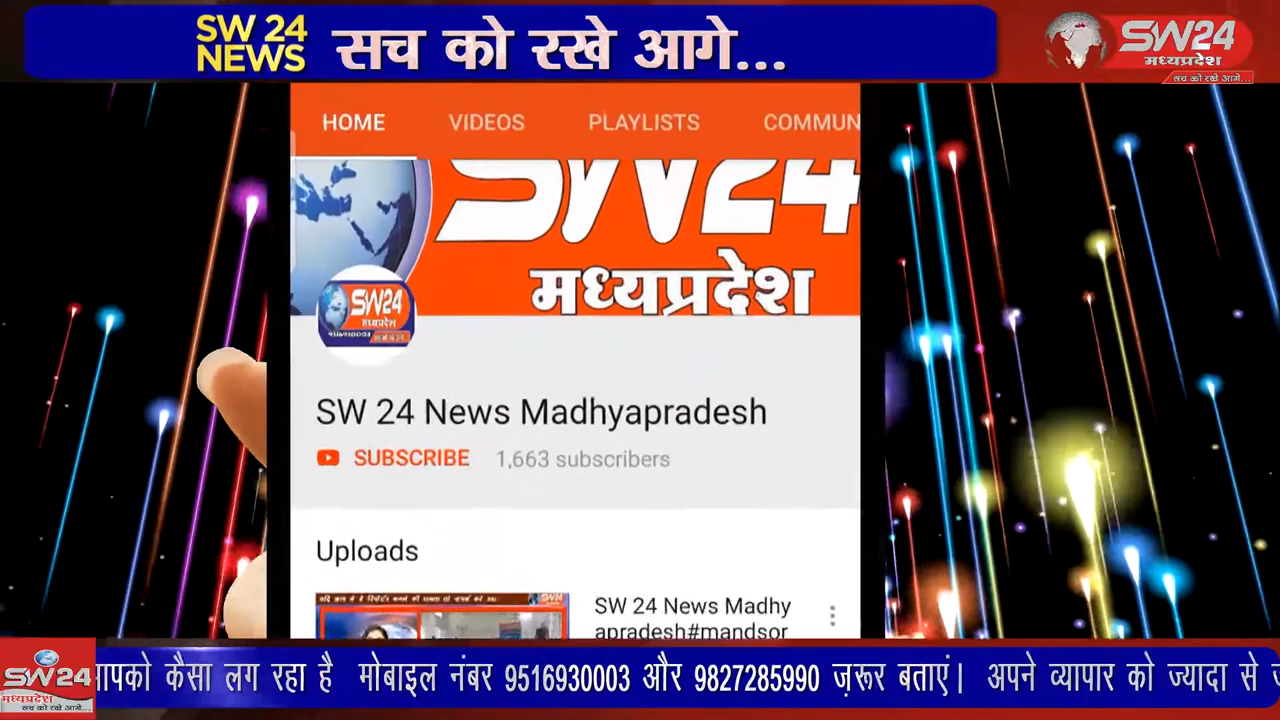 SW 24
NEWS
सच को रखे आगे...
SW24
मध्यप्रदेश
सच को रखे आगे...
HOME VIDEOS PLAYLISTS COMMUN
SW24
मध्यप्रदेश
SW24
मध्यप्रदेश
SW 24 News Madhyapradesh
SUBSCRIBE 1,663 subscribers
Uploads
SW 24 News Madhy
apradesh#mandsor
SW24
SW24
मध्यप्रदेश
सच को रखे आगे...
आपको कैसा लग रहा है मोबाइल नंबर 9516930003 और 9827285990 ज़रूर बताएं। अपने व्यापार को ज्यादा से